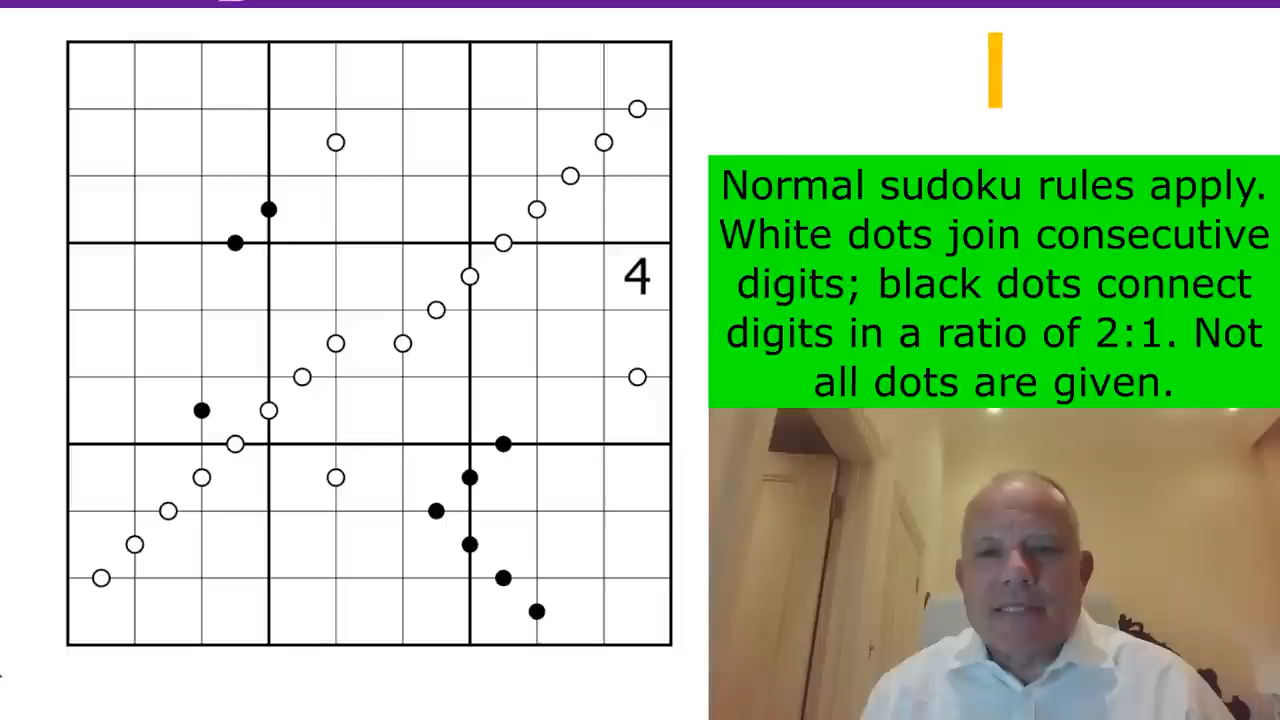 4
Normal sudoku rules apply.
White dots join consecutive
digits; black dots connect
digits in a ratio of 2:1. Not
all dots are given.